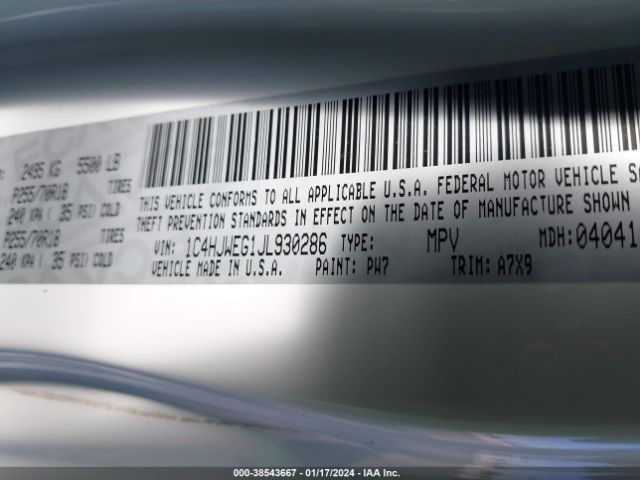 2495 KG 5500 LB
P255/70R18 TIRES
240 KPA ( 35 PSI) COLD
P255/70R18 TIRES
240 KPA ( 35 PSI) COLD
THIS VEHICLE CONFORMS TO ALL APPLICABLE U.S.A. FEDERAL MOTOR VEHICLE
THEFT PREVENTION STANDARDS IN EFFECT ON THE DATE OF MANUFACTURE SHOWN
VIN: 1C4HJWEG1JL930286 TYPE: MPV MDH: 04041
VEHICLE MADE IN U.S.A. PAINT: PW7 TRIM: A7X9
000-38543667 - 01/17/2024 - IAA Inc.